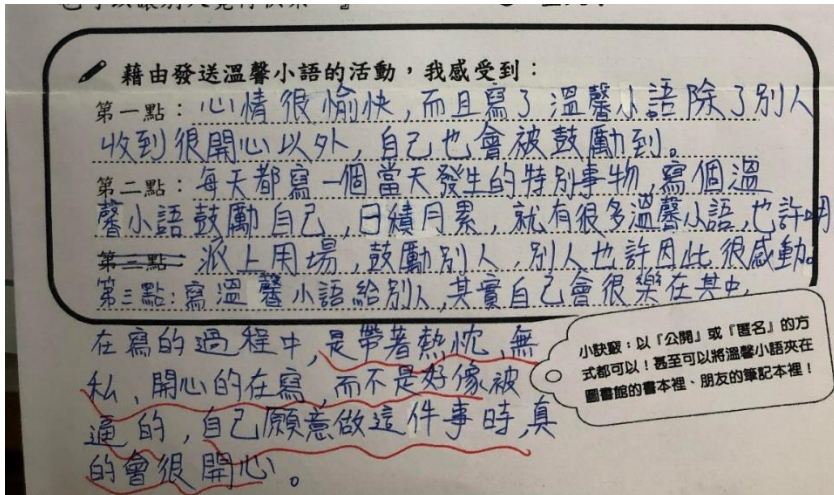 藉由發送溫馨小語的活動，我感受到：
第一點：心情很愉快，而且寫了溫馨小語除了別人
收到很開心以外，自己也會被鼓勵到。
第二點：每天都寫一個當天發生的特別事物，寫個溫
馨小語鼓勵自己，日積月累，就有很多溫馨小語，也許明
第三點 派上用場，鼓勵別人，別人也許因此很感動。
第三點：寫溫馨小語給別人，其實自己會很樂在其中，
在寫的過程中，是帶著熱忱、無
私、開心的在寫，而不是好像被
逼的，自己願意做這件事時，真
的會很開心。
小訣竅：以「公開」或「匿名」的方
式都可以！甚至可以將溫馨小語夾在
圖書館的書本裡、朋友的筆記本裡！